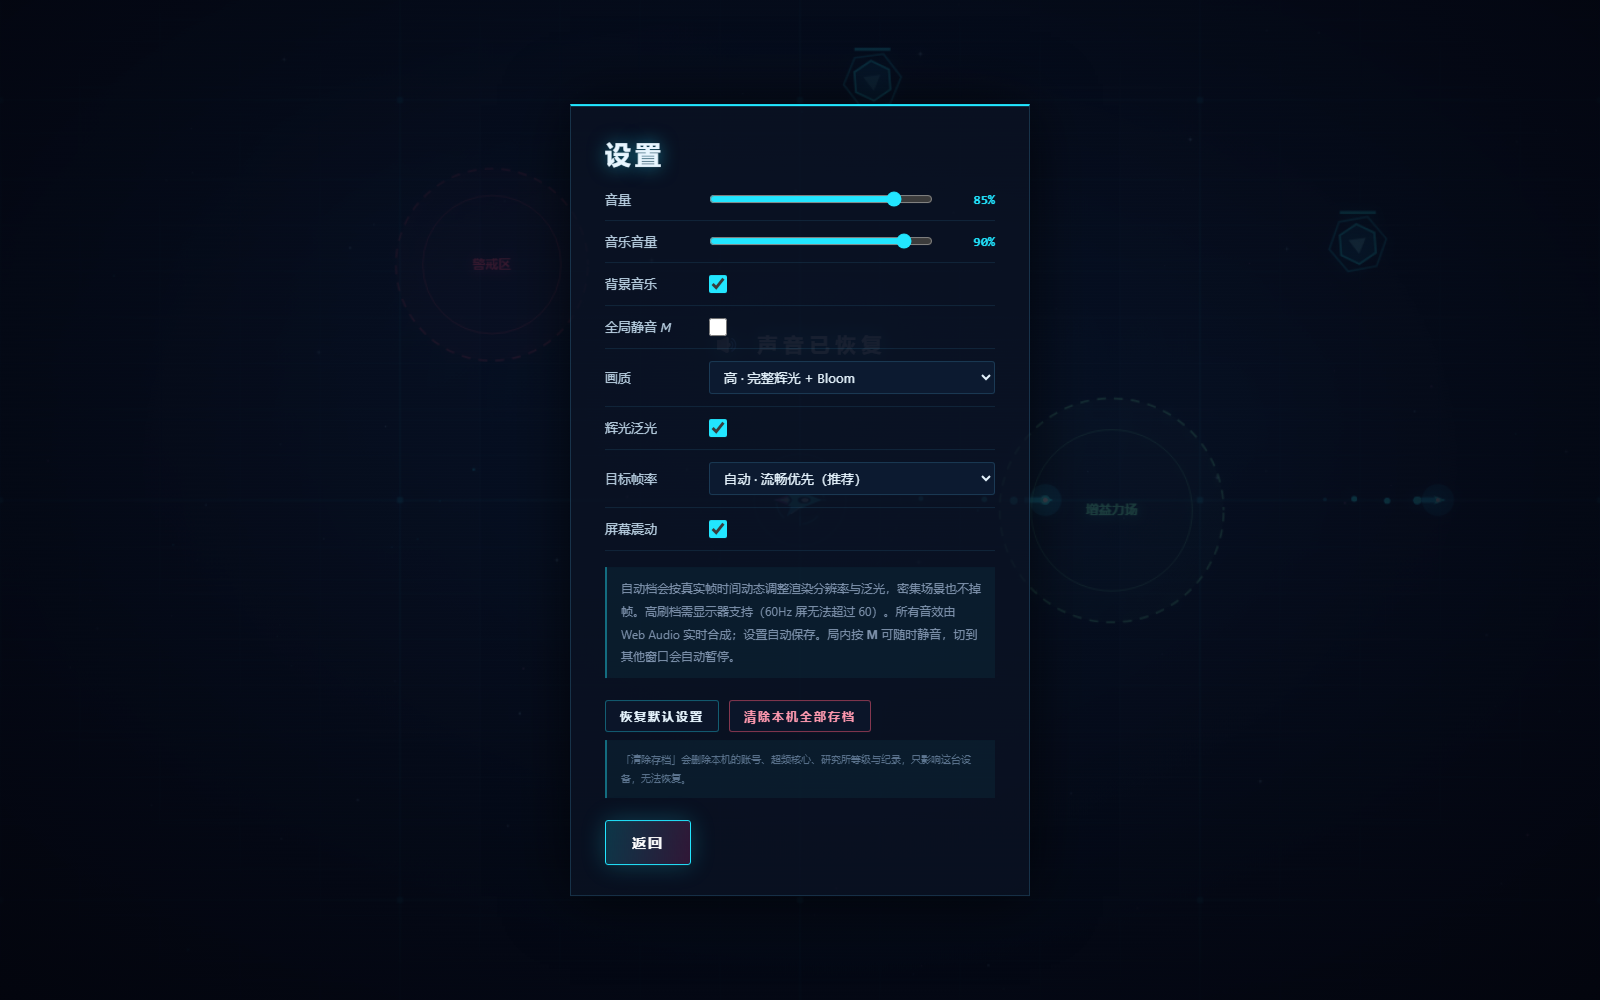 设置
音量 85%
音乐音量 90%
警戒区
背景音乐
全局静音 M
声音已恢复
画质 高 · 完整辉光 + Bloom
辉光泛光
目标帧率 自动 · 流畅优先（推荐）
增益力场
屏幕震动
自动档会按真实帧时间动态调整渲染分辨率与泛光，密集场景也不掉
帧。高刷档需显示器支持（60Hz 屏无法超过 60）。所有音效由
Web Audio 实时合成；设置自动保存。局内按 M 可随时静音，切到
其他窗口会自动暂停。
恢复默认设置 清除本机全部存档
「清除存档」会删除本机的账号、超频核心、研究所等级与纪录，只影响这台设
备，无法恢复。
返回